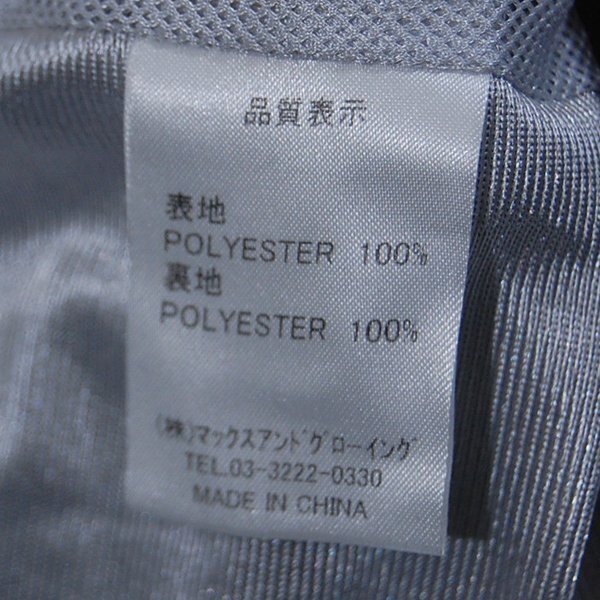 品質表示
表地
POLYESTER 100%
裏地
POLYESTER 100%
(株)マックスアンドグローイング
TEL.03-3222-0330
MADE IN CHINA